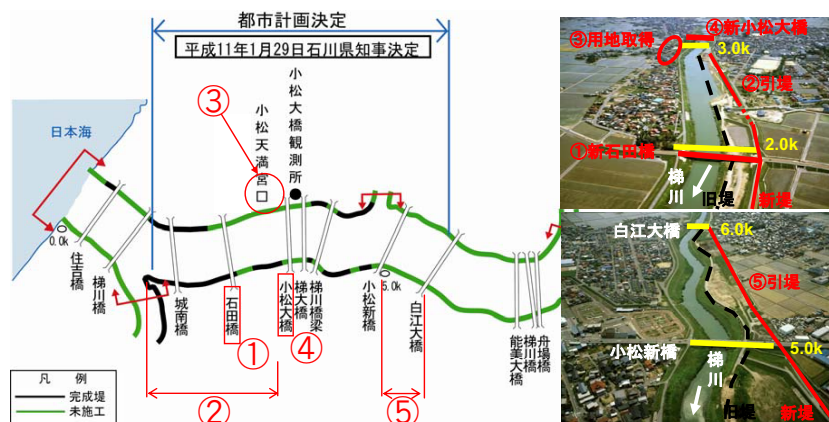 都市計画決定
平成11年1月29日石川県知事決定
日本海
③
小松天満宮
小松大橋観測所
0.0k
住吉橋
梯川橋
城南橋
石田橋
小松大橋
梯大橋
梯川橋梁
小松新橋
5.0k
白江大橋
能美大橋
梯川橋
舟場橋
①
④
②
⑤
凡 例
完成堤
未施工
④新小松大橋
③用地取得
3.0k
②引堤
2.0k
①新石田橋
梯川
旧堤
新堤
白江大橋
6.0k
⑤引堤
小松新橋
5.0k
梯川
旧堤
新堤